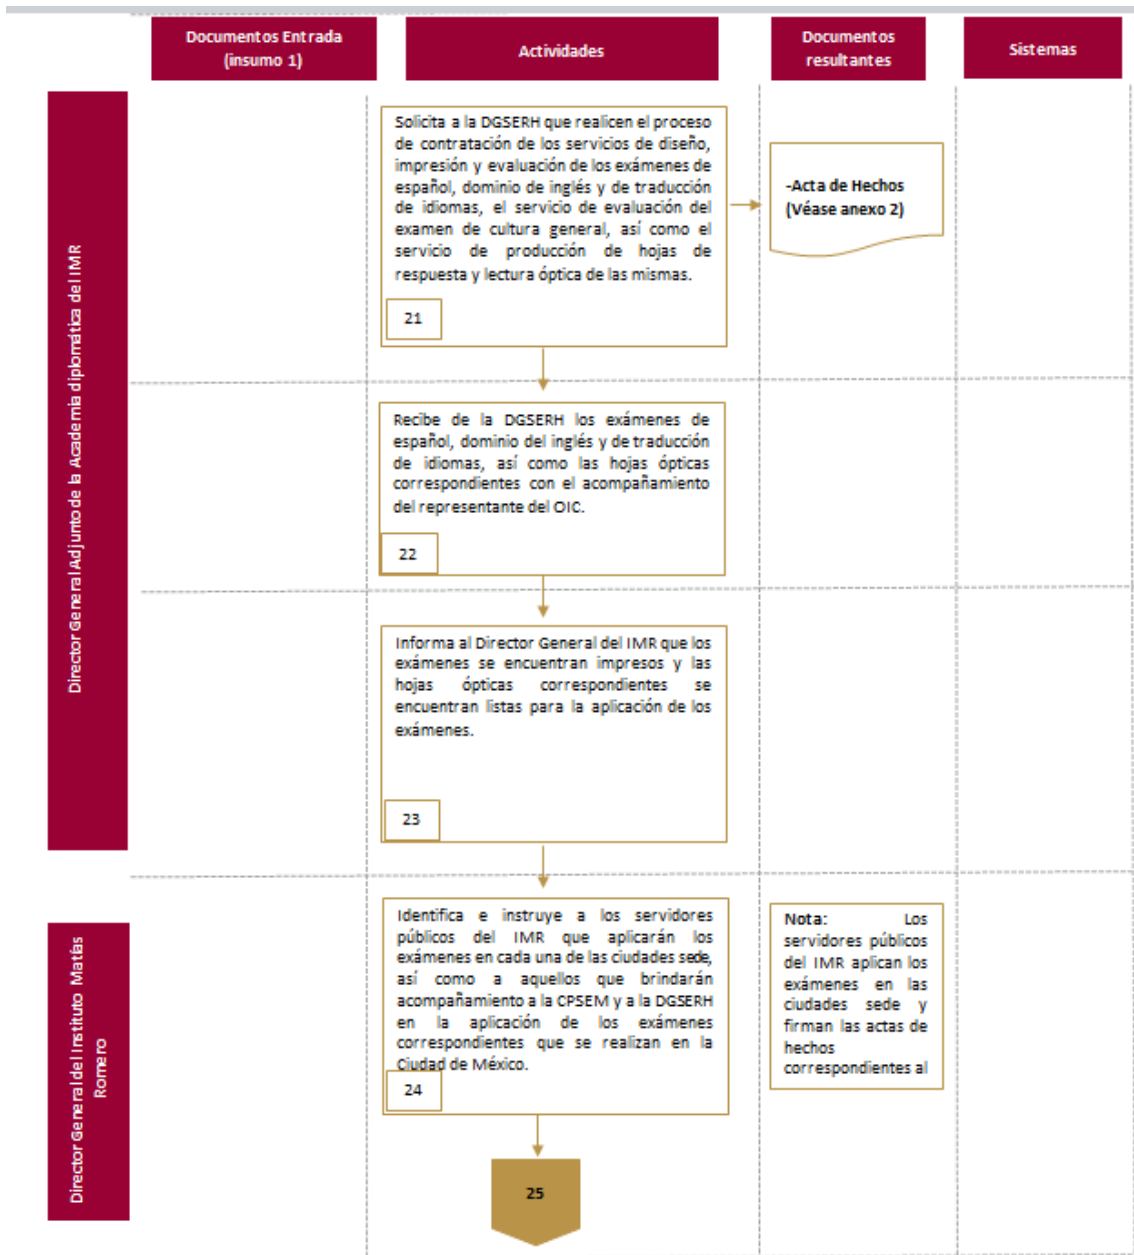 Documentos Entrada
(insumo 1)
Actividades
Documentos
resultantes
Sistemas
Director General Adjunto de la Academia diplomática del IMR
Solicita a la DGSERH que realicen el proceso
de contratación de los servicios de diseño,
impresión y evaluación de los exámenes de
español, dominio de inglés y de traducción
de idiomas, el servicio de evaluación del
examen de cultura general, así como el
servicio de producción de hojas de
respuesta y lectura óptica de las mismas.
21
-Acta de Hechos
(Véase anexo 2)
Recibe de la DGSERH los exámenes de
español, dominio del inglés y de traducción
de idiomas, así como las hojas ópticas
correspondientes con el acompañamiento
del representante del OIC.
22
Informa al Director General del IMR que los
exámenes se encuentran impresos y las
hojas ópticas correspondientes se
encuentran listas para la aplicación de los
exámenes.
23
Director General del Instituto Matías
Romero
Identifica e instruye a los servidores
públicos del IMR que aplicarán los
exámenes en cada una de las ciudades sede,
así como a aquellos que brindarán
acompañamiento a la CPSEM y a la DGSERH
en la aplicación de los exámenes
correspondientes que se realizan en la
Ciudad de México.
24
Nota: Los
servidores públicos
del IMR aplican los
exámenes en las
ciudades sede y
firman las actas de
hechos
correspondientes al
25